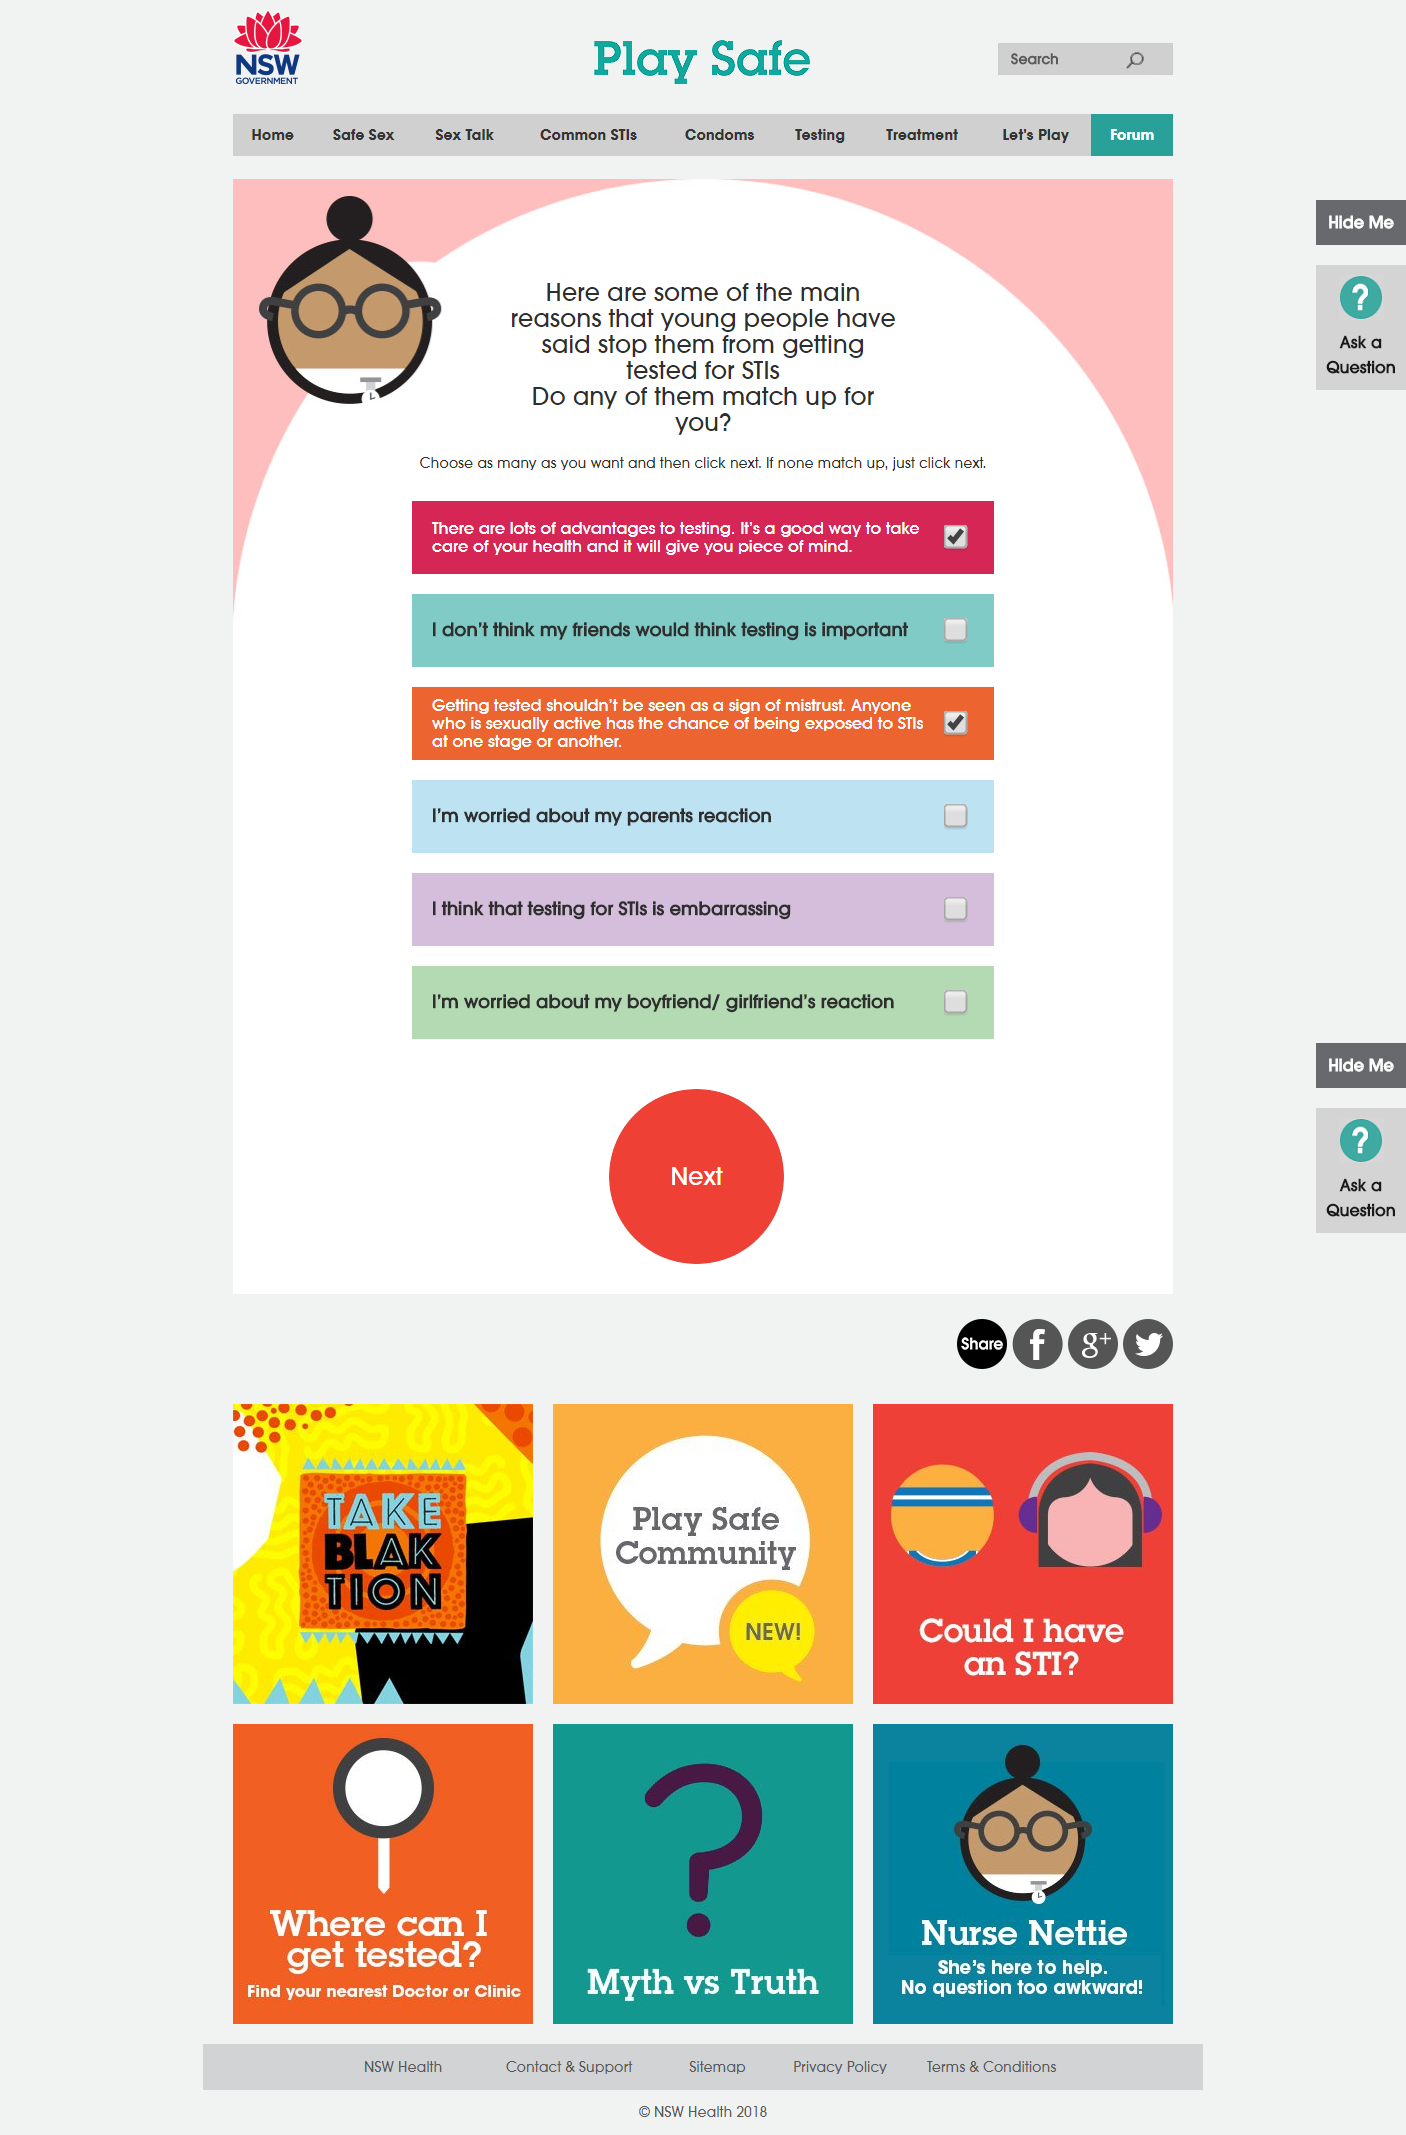 NSW
GOVERNMENT
Play Safe
Search
Home Safe Sex Sex Talk Common STIs Condoms Testing Treatment Let's Play Forum
Hide Me
?
Ask a
Question
Here are some of the main
reasons that young people have
said stop them from getting
tested for STIs
Do any of them match up for
you?
Choose as many as you want and then click next. If none match up, just click next.
There are lots of advantages to testing. It's a good way to take
care of your health and it will give you piece of mind.
I don't think my friends would think testing is important
Getting tested shouldn't be seen as a sign of mistrust. Anyone
who is sexually active has the chance of being exposed to STIs
at one stage or another.
I'm worried about my parents reaction
I think that testing for STIs is embarrassing
I'm worried about my boyfriend/ girlfriend's reaction
Hide Me
?
Ask a
Question
Next
Share f g+
TAKE
BLAK
TION
Play Safe
Community
NEW!
Could I have
an STI?
Where can I
get tested?
Find your nearest Doctor or Clinic
?
Myth vs Truth
Nurse Nettie
She's here to help.
No question too awkward!
NSW Health Contact & Support Sitemap Privacy Policy Terms & Conditions
© NSW Health 2018